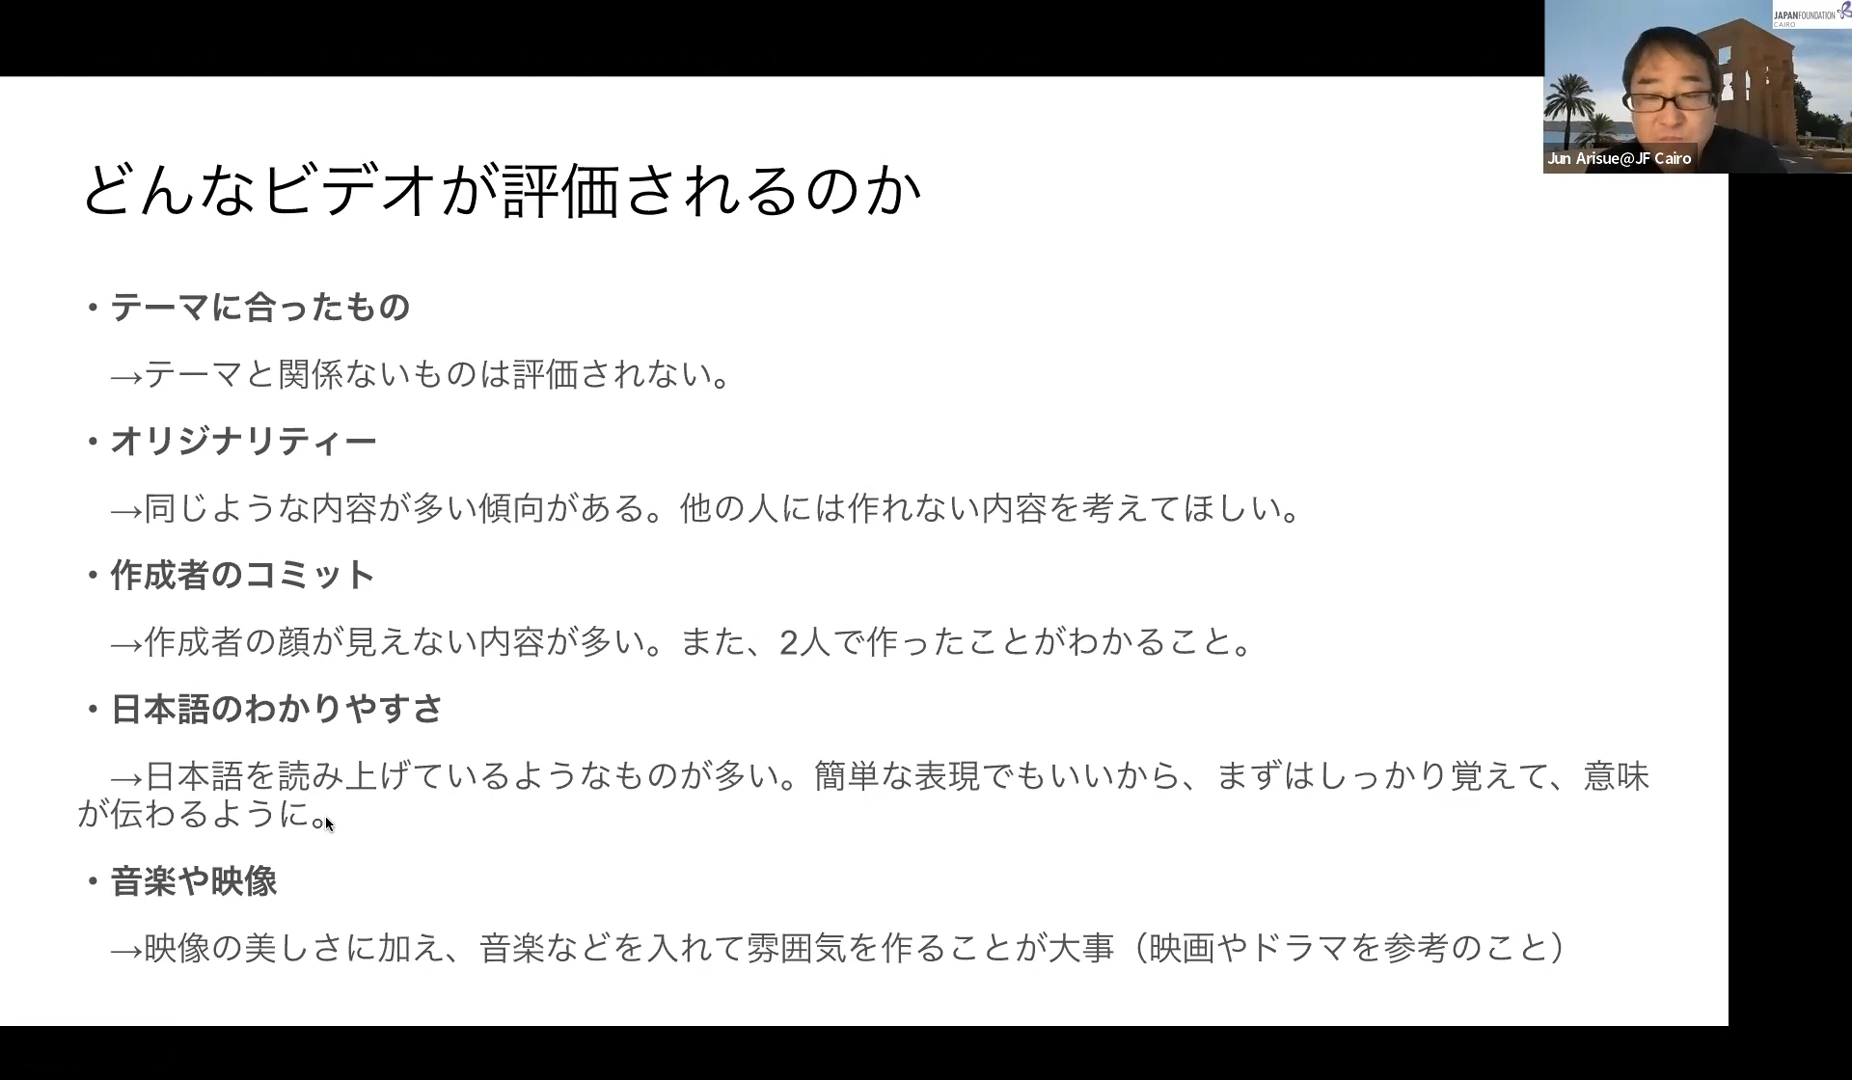 JAPANFOUNDATION
CAIRO
Jun Arisue@JF Cairo
どんなビデオが評価されるのか
・テーマに合ったもの
→テーマと関係ないものは評価されない。
・オリジナリティー
→同じような内容が多い傾向がある。他の人には作れない内容を考えてほしい。
・作成者のコミット
→作成者の顔が見えない内容が多い。また、2人で作ったことがわかること。
・日本語のわかりやすさ
→日本語を読み上げているようなものが多い。簡単な表現でもいいから、まずはしっかり覚えて、意味
が伝わるように。
・音楽や映像
→映像の美しさに加え、音楽などを入れて雰囲気を作ることが大事（映画やドラマを参考のこと）